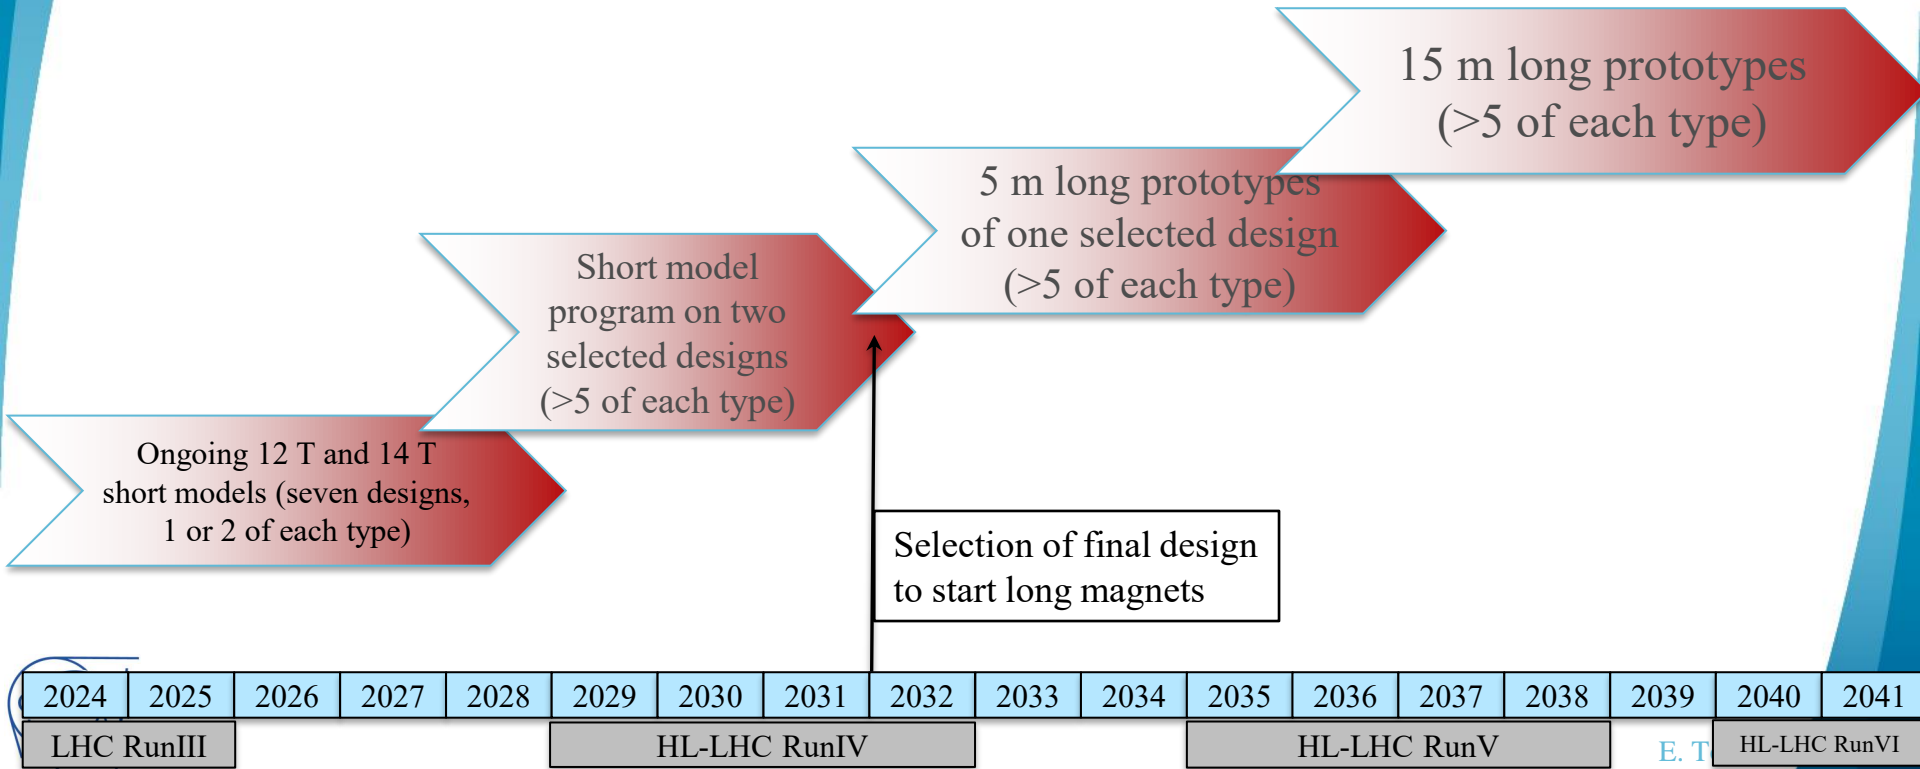 15 m long prototypes
(>5 of each type)
5 m long prototypes
of one selected design
(>5 of each type)
Short model
program on two
selected designs
(>5 of each type)
Ongoing 12 T and 14 T
short models (seven designs,
1 or 2 of each type)
Selection of final design
to start long magnets
2024 2025 2026 2027 2028 2029 2030 2031 2032 2033 2034 2035 2036 2037 2038 2039 2040 2041
LHC RunIII HL-LHC RunIV HL-LHC RunV E. HL-LHC RunVI